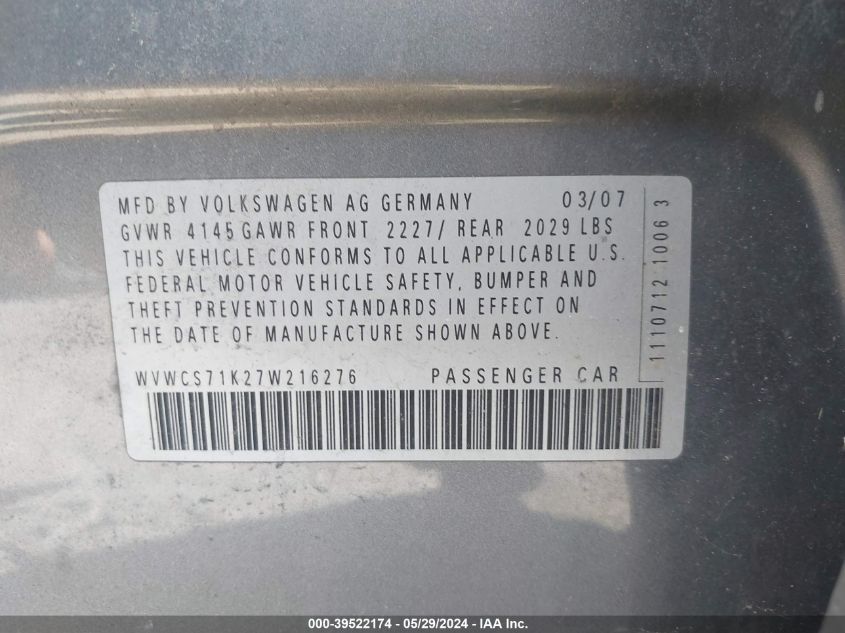 MFD BY VOLKSWAGEN AG GERMANY 03/07
GVWR 4145 GAWR FRONT 2227/ REAR 2029 LBS
THIS VEHICLE CONFORMS TO ALL APPLICABLE U.S.
FEDERAL MOTOR VEHICLE SAFETY, BUMPER AND
THEFT PREVENTION STANDARDS IN EFFECT ON
THE DATE OF MANUFACTURE SHOWN ABOVE.
WVWCS71K27W216276 PASSENGER CAR
1110712 10063
000-39522174 - 05/29/2024 - IAA Inc.